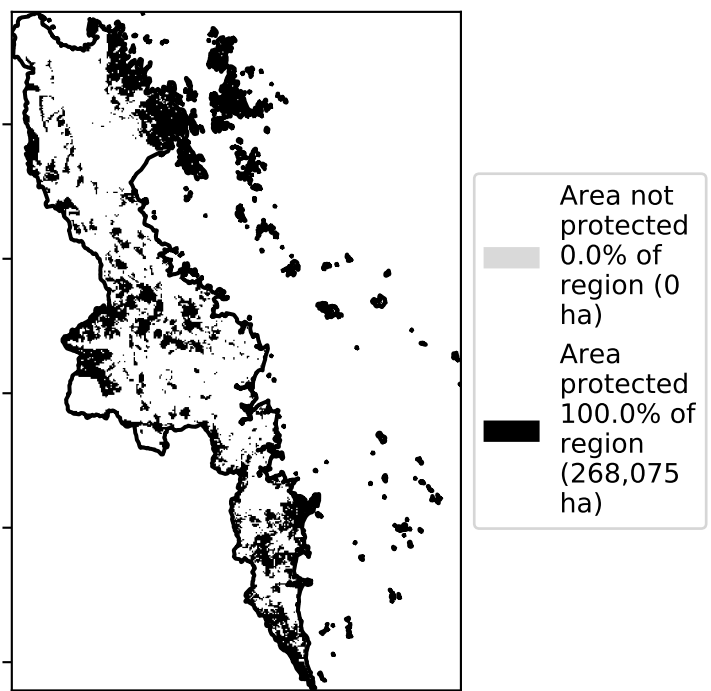 Area not
protected
0.0% of
region (0
ha)
Area
protected
100.0% of
region
(268,075
ha)